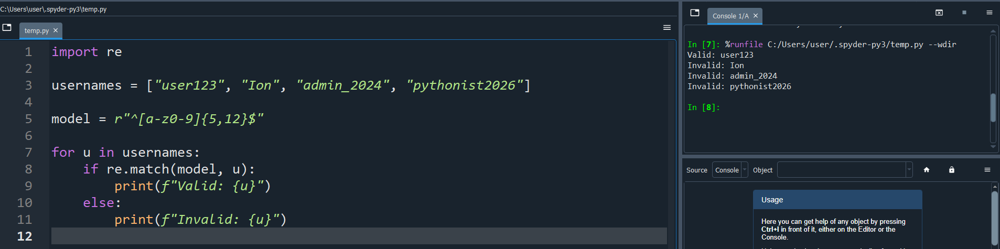 C:\Users\user\.spyder-py3\temp.py
temp.py
1 import re
2
3 usernames = ["user123", "Ion", "admin_2024", "pythonist2026"]
4
5 model = r"^[a-z0-9]{5,12}$"
6
7 for u in usernames:
8     if re.match(model, u):
9         print(f"Valid: {u}")
10     else:
11         print(f"Invalid: {u}")
12
Console 1/A
In [7]: %runfile C:/Users/user/.spyder-py3/temp.py --wdir
Valid: user123
Invalid: Ion
Invalid: admin_2024
Invalid: pythonist2026
In [8]:
Source Console Object
Usage
Here you can get help of any object by pressing
Ctrl+I in front of it, either on the Editor or the
Console.